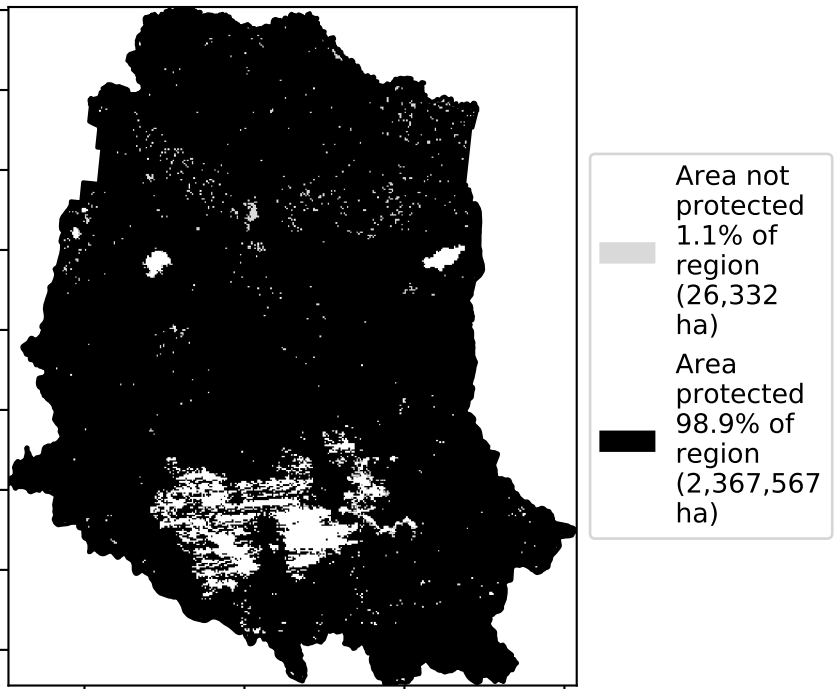 Area not
protected
1.1% of
region
(26,332
ha)
Area
protected
98.9% of
region
(2,367,567
ha)